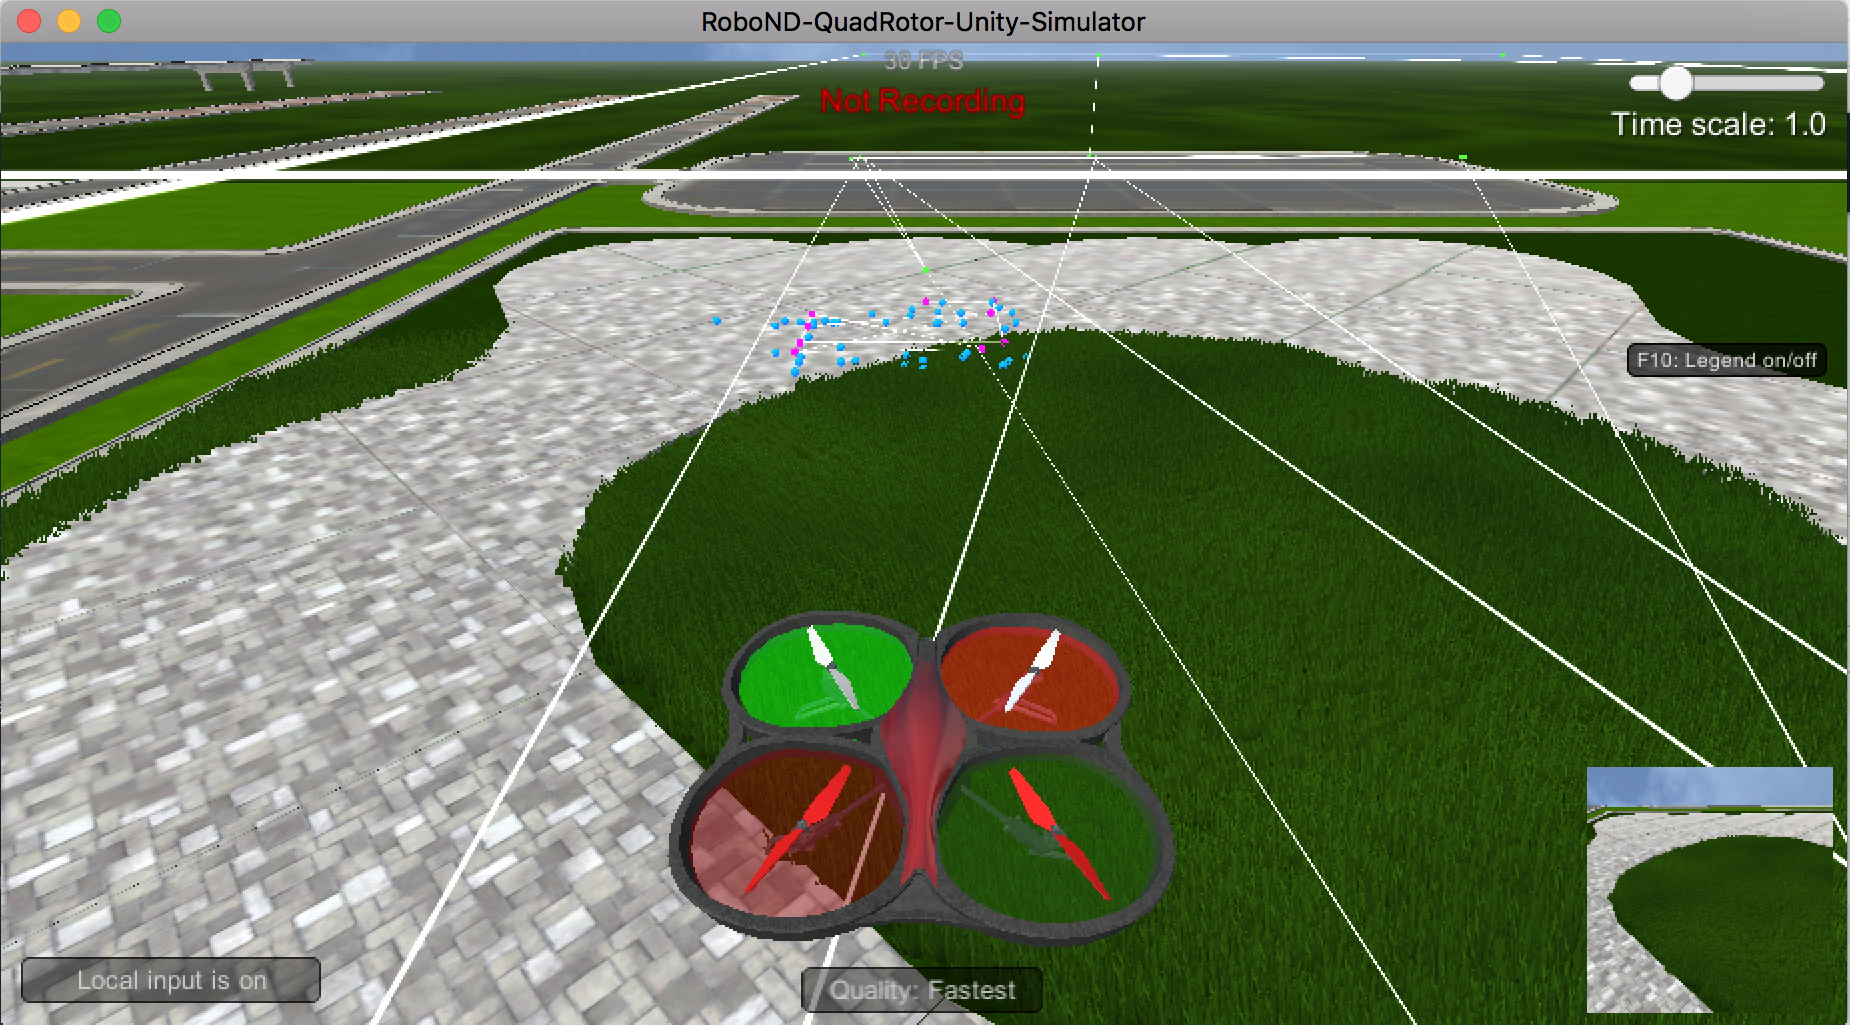 RoboND-QuadRotor-Unity-Simulator
30 FPS
Not Recording
Time scale: 1.0
F10: Legend on/off
Local input is on
Quality: Fastest